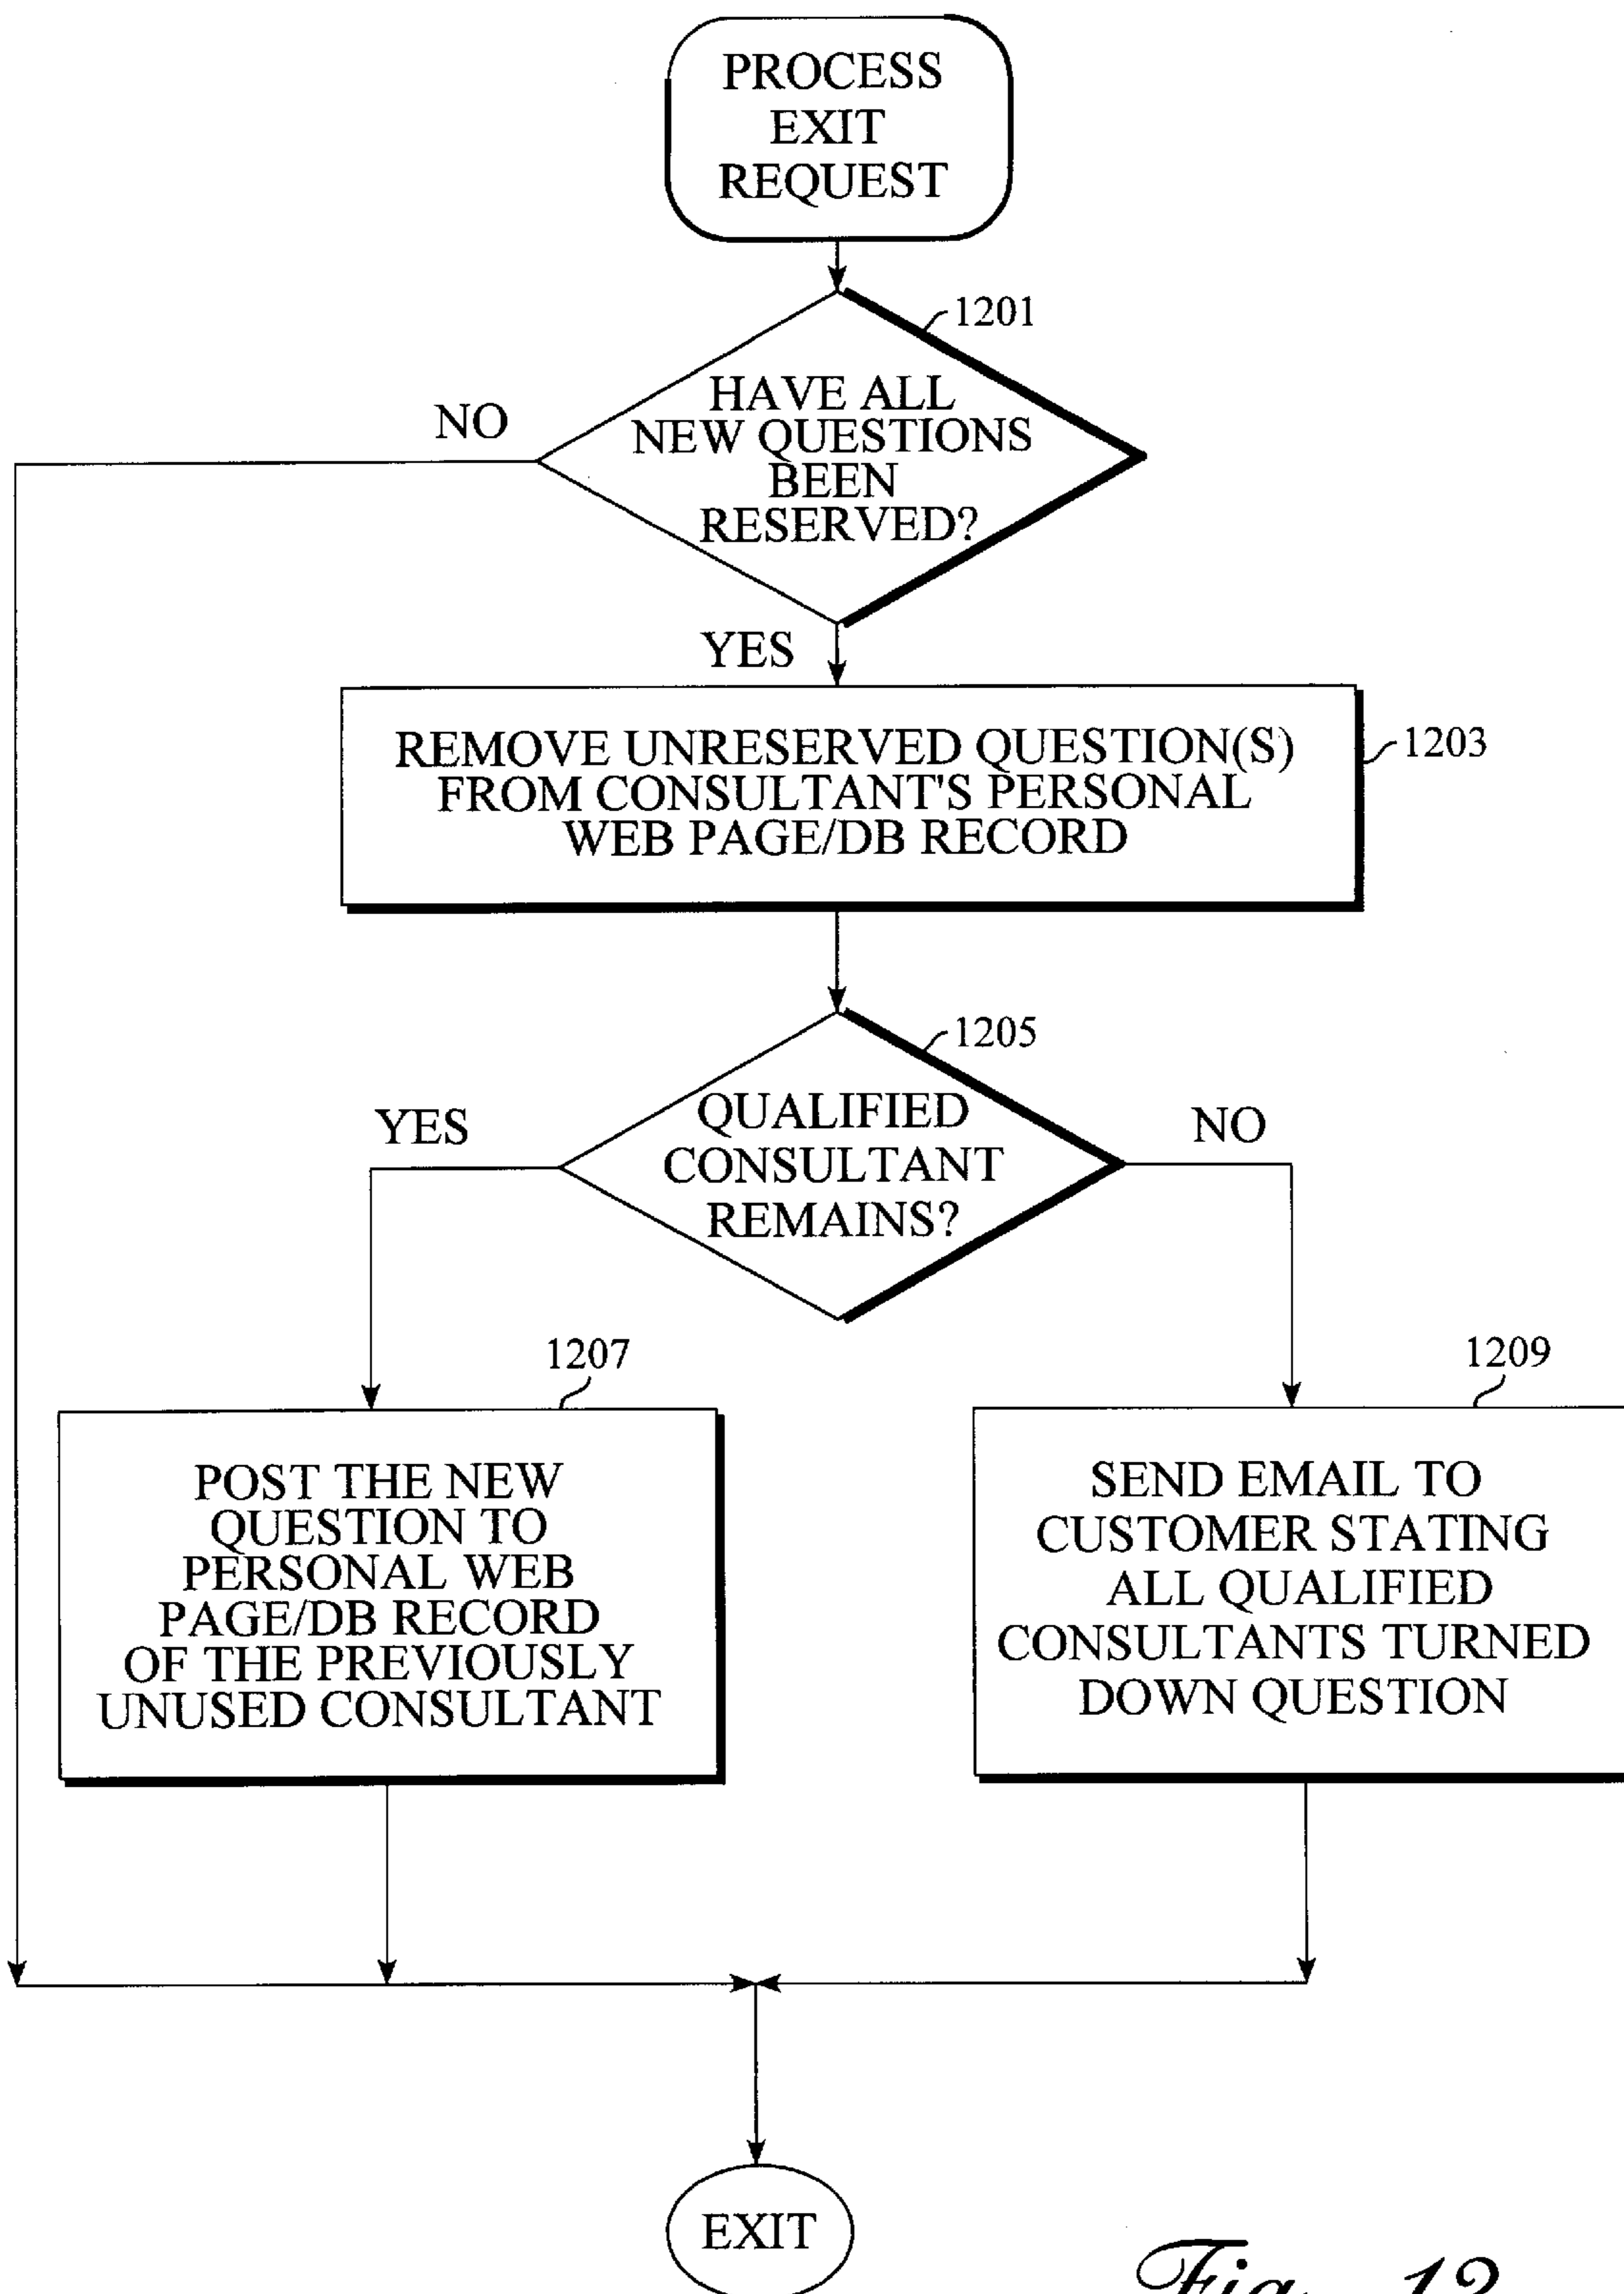 PROCESS
EXIT
REQUEST
1201
HAVE ALL
NEW QUESTIONS
BEEN
RESERVED?
NO
YES
REMOVE UNRESERVED QUESTION(S)
FROM CONSULTANT'S PERSONAL
WEB PAGE/DB RECORD
1203
1205
QUALIFIED
CONSULTANT
REMAINS?
YES
NO
1207
POST THE NEW
QUESTION TO
PERSONAL WEB
PAGE/DB RECORD
OF THE PREVIOUSLY
UNUSED CONSULTANT
1209
SEND EMAIL TO
CUSTOMER STATING
ALL QUALIFIED
CONSULTANTS TURNED
DOWN QUESTION
EXIT
Fig. 12